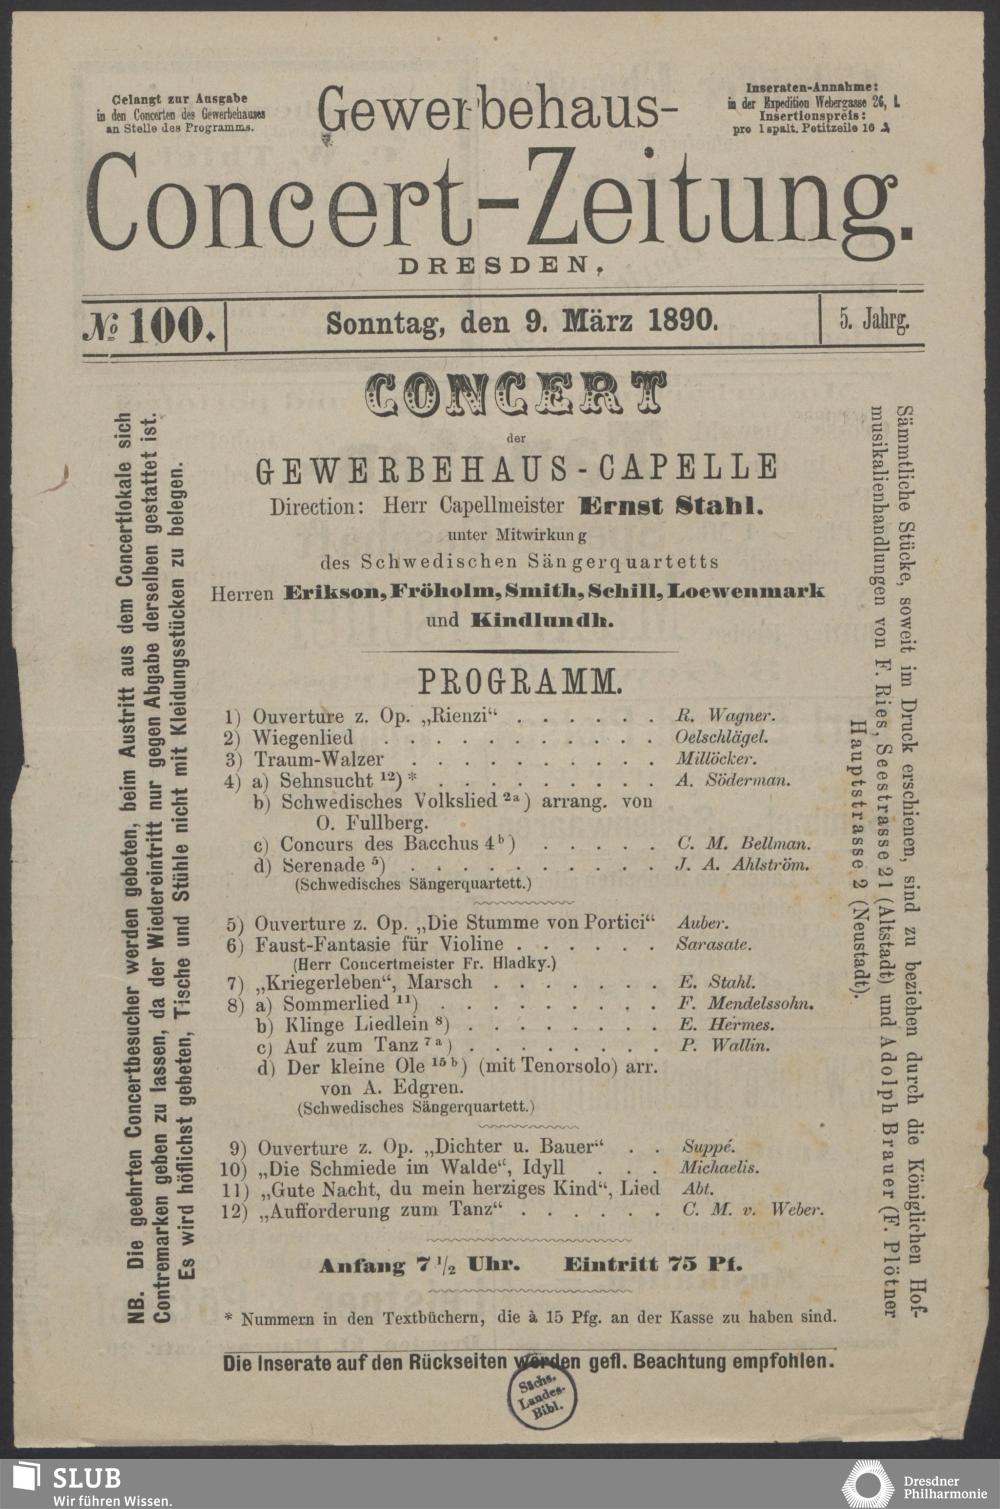 Gelangt zur Ausgabe
in den Concerten des Gewerbehauses
an Stelle des Programms.
Gewerbehaus-
Inseraten-Annahme:
in der Expedition Webergasse 26, I.
Insertionspreis:
pro 1 spalt. Petitzeile 10 ₰
Concert-Zeitung.
DRESDEN,
№ 100.
Sonntag, den 9. März 1890.
5. Jahrg.
CONCERT
der
GEWERBEHAUS-CAPELLE
Direction: Herr Capellmeister Ernst Stahl.
unter Mitwirkung
des Schwedischen Sängerquartetts
Herren Erikson, Fröholm, Smith, Schill, Loewenmark
und Kindlundh.
PROGRAMM.
1) Ouverture z. Op. „Rienzi“ . . . . . . R. Wagner.
2) Wiegenlied . . . . . . . . . . . Oelschlägel.
3) Traum-Walzer . . . . . . . . . . Millöcker.
4) a) Sehnsucht ¹²) * . . . . . . . . . A. Söderman.
b) Schwedisches Volkslied ²ᵃ) arrang. von
O. Fullberg.
c) Concurs des Bacchus 4ᵇ) . . . . . C. M. Bellman.
d) Serenade ⁵) . . . . . . . . . . J. A. Ahlström.
(Schwedisches Sängerquartett.)
5) Ouverture z. Op. „Die Stumme von Portici“ Auber.
6) Faust-Fantasie für Violine . . . . . . Sarasate.
(Herr Concertmeister Fr. Hladky.)
7) „Kriegerleben“, Marsch . . . . . . . E. Stahl.
8) a) Sommerlied ¹¹) . . . . . . . . F. Mendelssohn.
b) Klinge Liedlein ⁸) . . . . . . . . E. Hermes.
c) Auf zum Tanz ⁷ᵃ) . . . . . . . . P. Wallin.
d) Der kleine Ole ¹⁵ᵇ) (mit Tenorsolo) arr.
von A. Edgren.
(Schwedisches Sängerquartett.)
9) Ouverture z. Op. „Dichter u. Bauer“ . . Suppé.
10) „Die Schmiede im Walde“, Idyll . . . Michaelis.
11) „Gute Nacht, du mein herziges Kind“, Lied Abt.
12) „Aufforderung zum Tanz“ . . . . . . C. M. v. Weber.
Anfang 7 ½ Uhr. Eintritt 75 Pf.
* Nummern in den Textbüchern, die à 15 Pfg. an der Kasse zu haben sind.
Die Inserate auf den Rückseiten werden gefl. Beachtung empfohlen.
NB. Die geehrten Concertbesucher werden gebeten, beim Austritt aus dem Concertlokale sich
Contremarken geben zu lassen, da der Wiedereintritt nur gegen Abgabe derselben gestattet ist.
Es wird höflichst gebeten, Tische und Stühle nicht mit Kleidungsstücken zu belegen.
Sämmtliche Stücke, soweit im Druck erschienen, sind zu beziehen durch die Königlichen Hof-
musikalienhandlungen von F. Ries, Seestrasse 21 (Altstadt) und Adolph Brauer (F. Plötner
Hauptstrasse 2 (Neustadt).
Sächs.
Landes-
Bibl.
SLUB
Wir führen Wissen.
Dresdner
Philharmonie